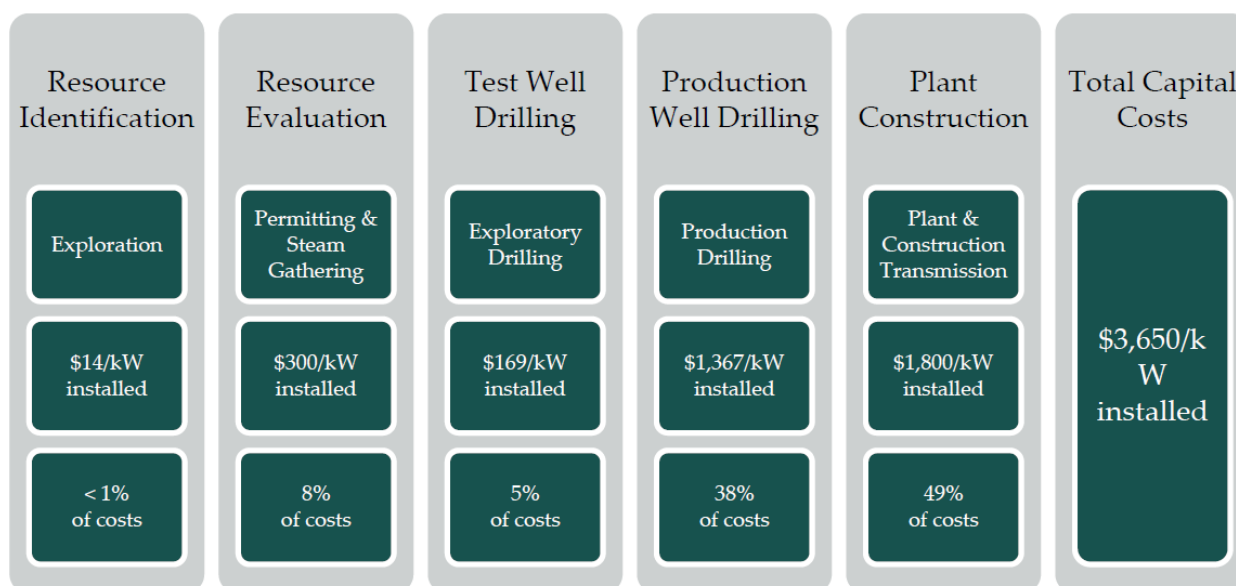 Resource
Identification
Exploration
$14/kW
installed
< 1%
of costs
Resource
Evaluation
Permitting &
Steam
Gathering
$300/kW
installed
8%
of costs
Test Well
Drilling
Exploratory
Drilling
$169/kW
installed
5%
of costs
Production
Well Drilling
Production
Drilling
$1,367/kW
installed
38%
of costs
Plant
Construction
Plant &
Construction
Transmission
$1,800/kW
installed
49%
of costs
Total Capital
Costs
$3,650/k
W
installed